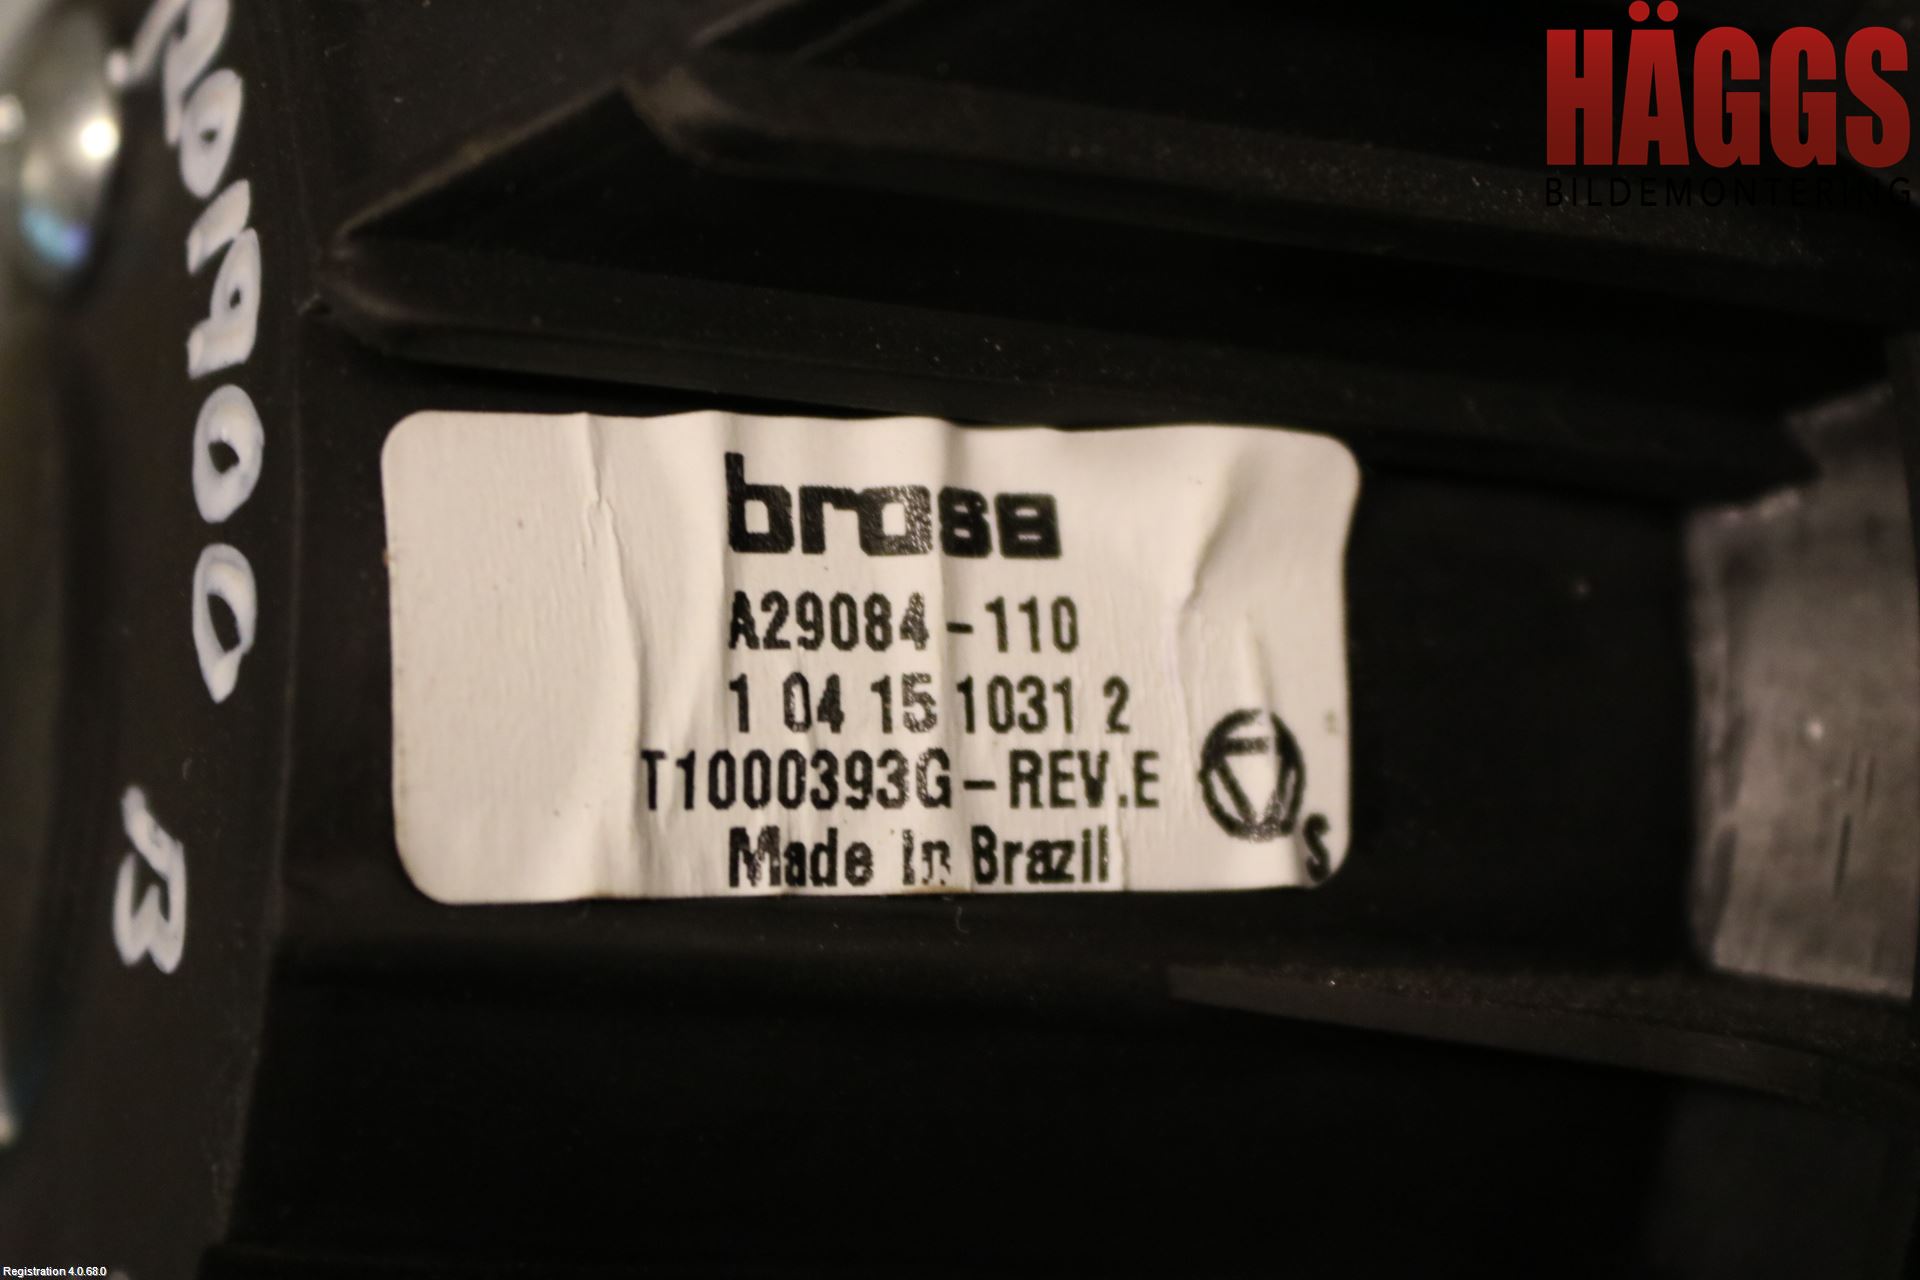 HÄGGS
BILDEMONTERING
brose
A29084-110
1 04 15 1031 2
T1000393G-REV.E
Made in Brazil
S
Registration 4.0.68.0